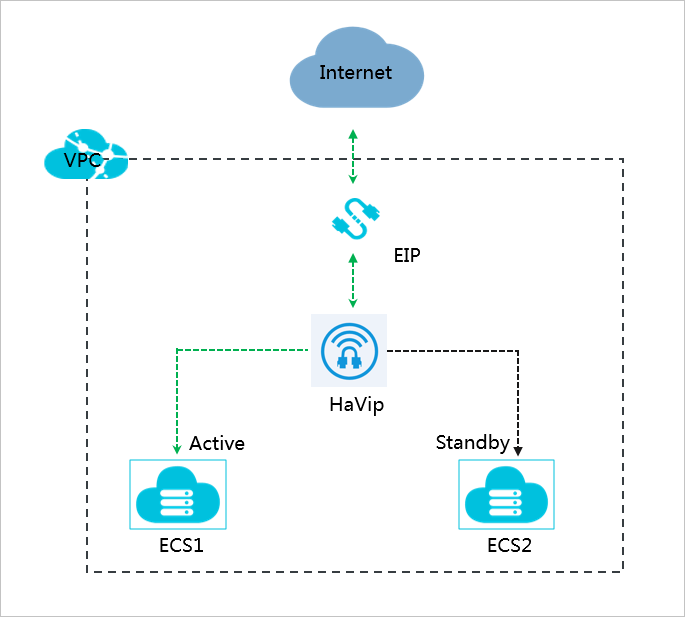 Internet
VPC
EIP
HaVip
Active
Standby
ECS1
ECS2